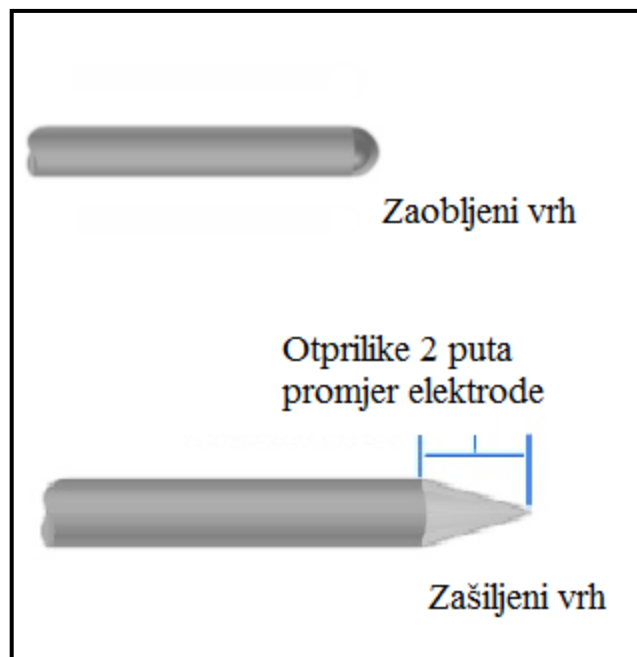 Zaobljeni vrh
Otprilike 2 puta
promjer elektrode
Zašiljeni vrh